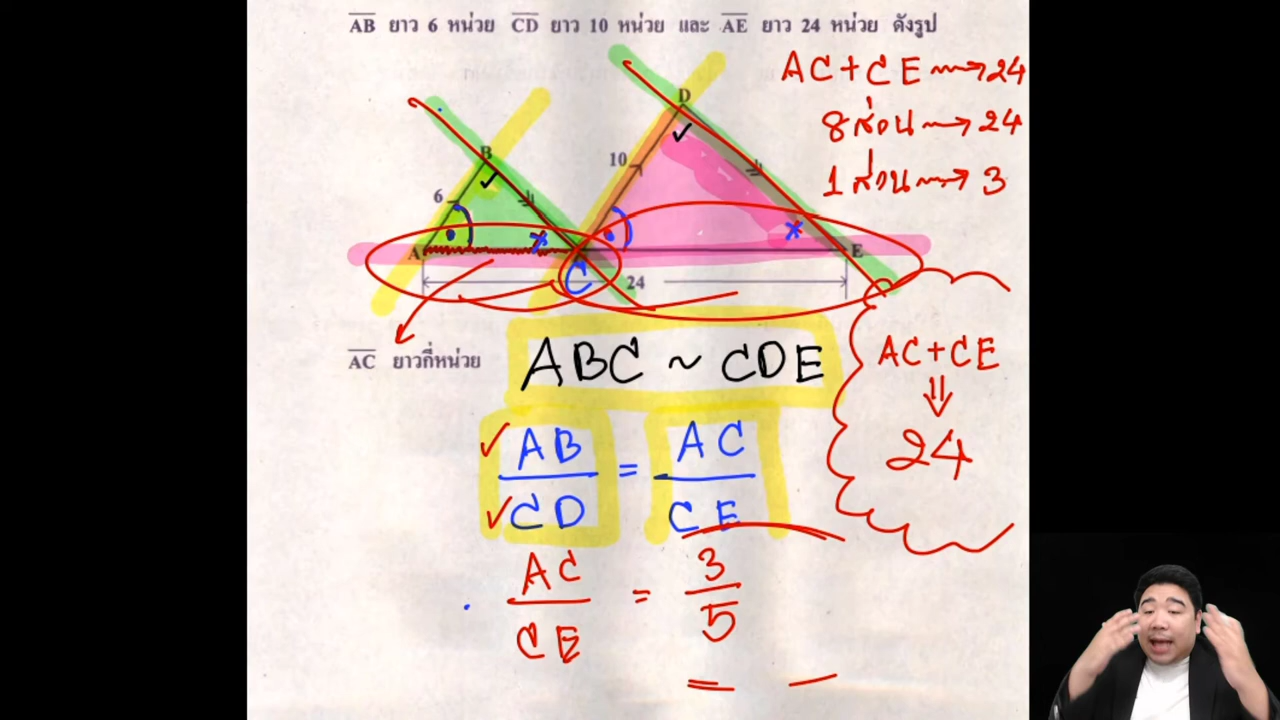 AB ยาว 6 หน่วย CD ยาว 10 หน่วย และ AE ยาว 24 หน่วย ดังรูป
AC + CE → 24
8 ส่วน → 24
1 ส่วน → 3
D
B
10
6
A
E
C
24
AC ยาวกี่หน่วย
ABC ~ CDE
AC+CE
⇓
24
AB = AC
CD CE
AC = 3
CE 5